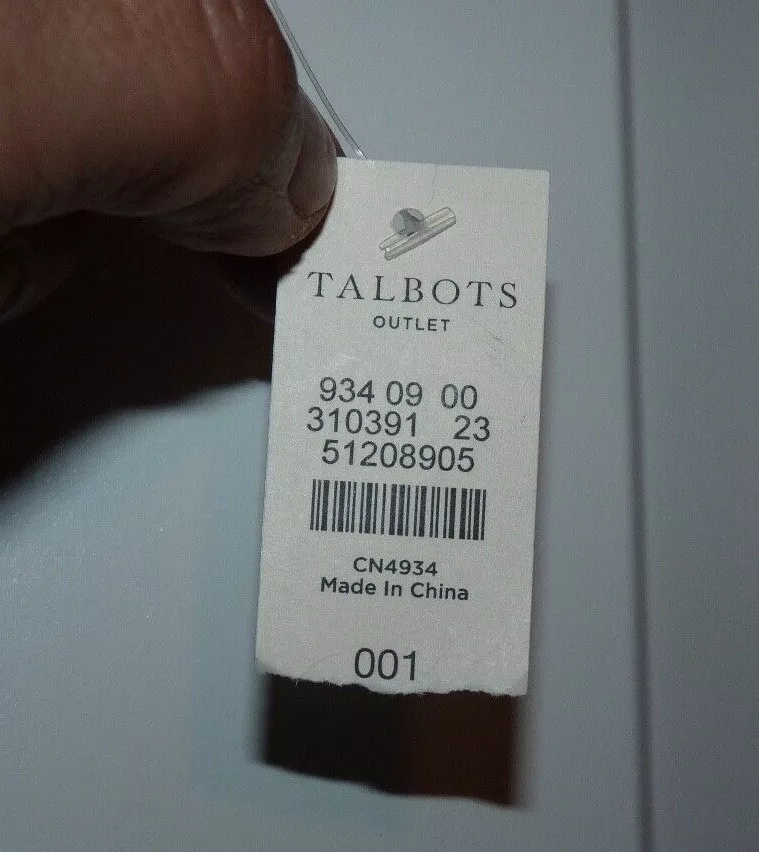 TALBOTS
OUTLET
934 09 00
310391 23
51208905
CN4934
Made In China
001